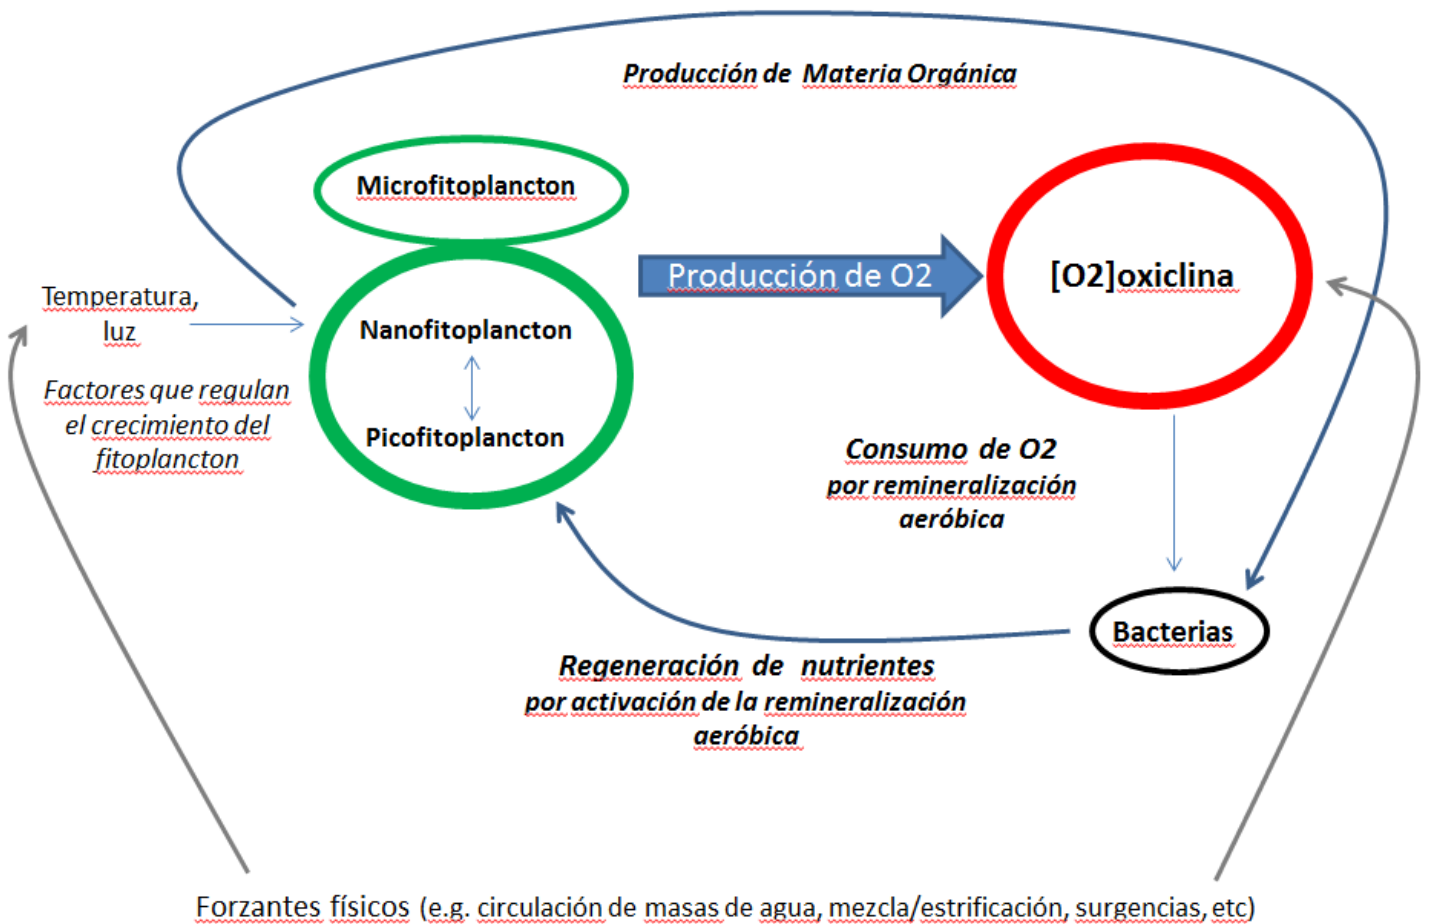 Producción de Materia Orgánica
Microfitoplancton
Producción de O2
[O2]oxiclina
Temperatura,
luz
Nanofitoplancton
Factores que regulan
el crecimiento del
fitoplancton
Picofitoplancton
Consumo de O2
por remineralización
aeróbica
Bacterias
Regeneración de nutrientes
por activación de la remineralización
aeróbica
Forzantes físicos (e.g. circulación de masas de agua, mezcla/estrificación, surgencias, etc)